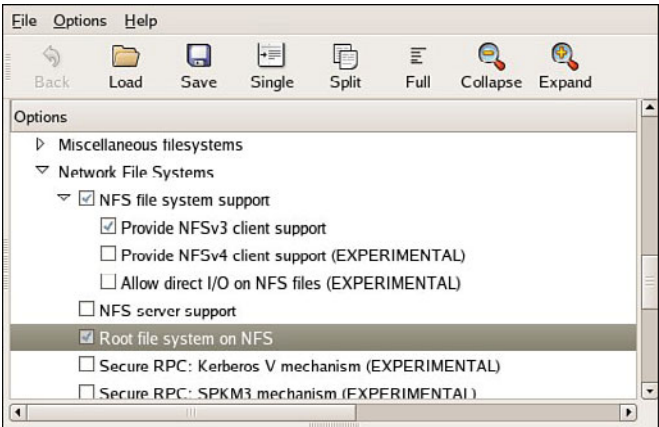 File Options Help
Back Load Save Single Split Full Collapse Expand
Options
Miscellaneous filesystems
Network File Systems
NFS file system support
Provide NFSv3 client support
Provide NFSv4 client support (EXPERIMENTAL)
Allow direct I/O on NFS files (EXPERIMENTAL)
NFS server support
Root file system on NFS
Secure RPC: Kerberos V mechanism (EXPERIMENTAL)
Secure RPC: SPKM3 mechanism (EXPERIMENTAL)